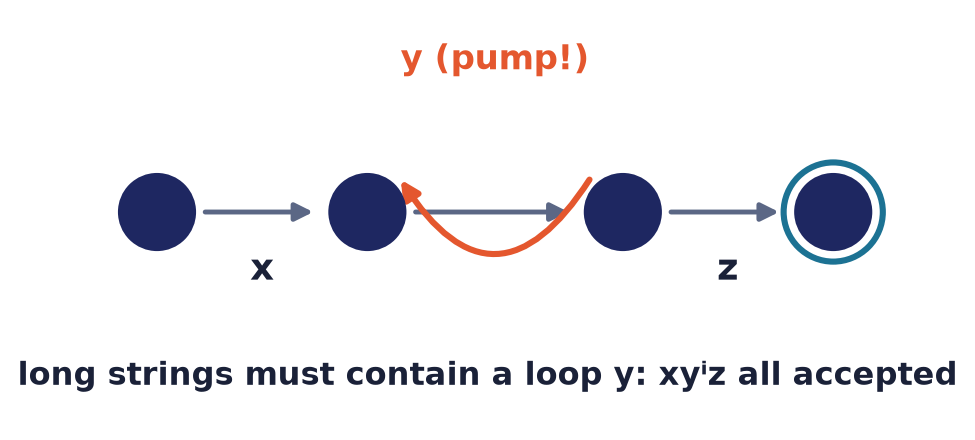 y (pump!)
x
z
long strings must contain a loop y: xyⁱz all accepted